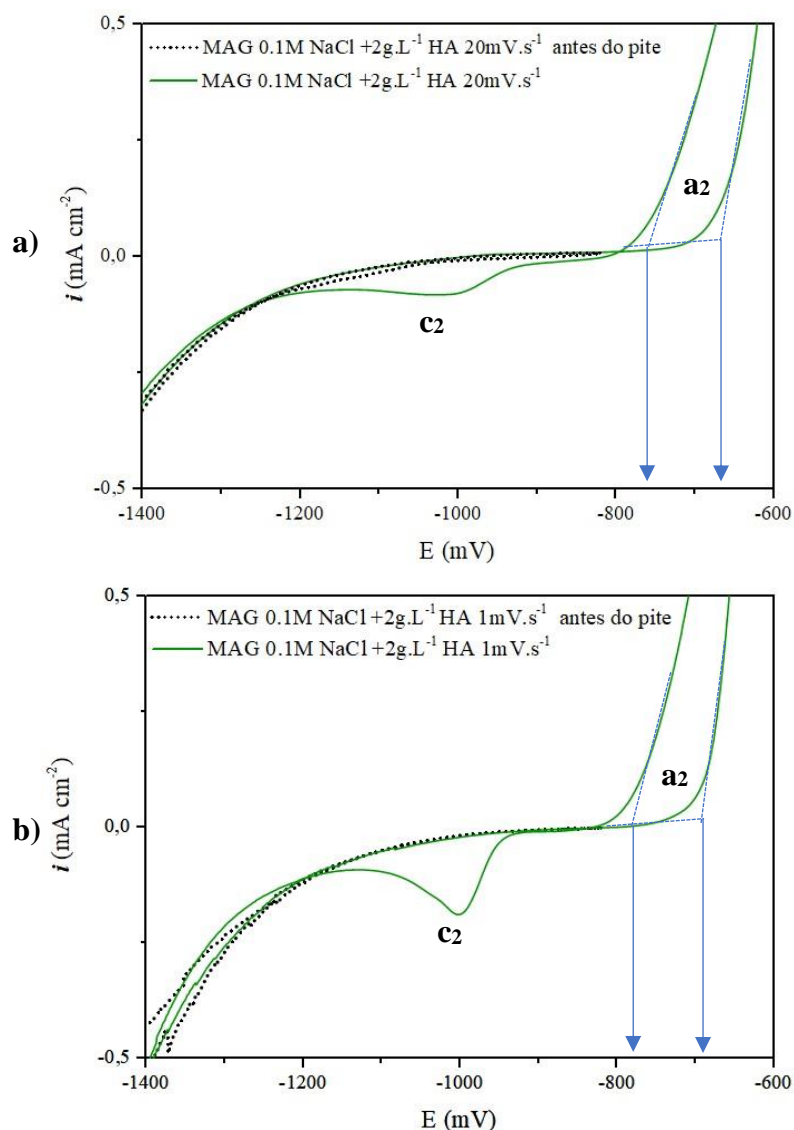 a)
0,5
0,0
-0,5
i (mA cm⁻²)
MAG 0.1M NaCl +2g.L⁻¹ HA 20mV.s⁻¹ antes do pite
MAG 0.1M NaCl +2g.L⁻¹ HA 20mV.s⁻¹
a₂
c₂
-1400 -1200 -1000 -800 -600
E (mV)
b)
0,5
0,0
-0,5
i (mA cm⁻²)
MAG 0.1M NaCl +2g.L⁻¹ HA 1mV.s⁻¹ antes do pite
MAG 0.1M NaCl +2g.L⁻¹ HA 1mV.s⁻¹
a₂
c₂
-1400 -1200 -1000 -800 -600
E (mV)